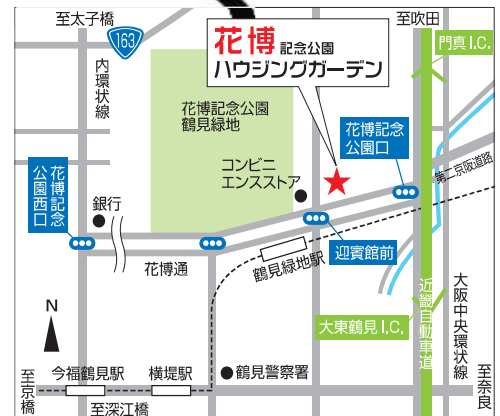 至太子橋
163
花博記念公園
ハウジングガーデン
至吹田
門真I.C.
内環状線
花博記念公園
鶴見緑地
花博記念
公園口
第二京阪道路
コンビニ
エンスストア
花博記念
公園西口
銀行
迎賓館前
花博通
鶴見緑地駅
近畿自動車道
大阪中央環状線
大東鶴見I.C.
N
至京橋
今福鶴見駅
横堤駅
鶴見警察署
至深江橋
至奈良